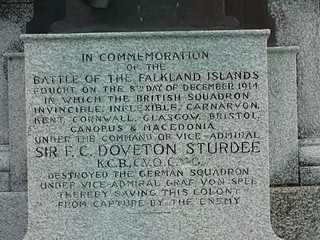 IN COMMEMORATION
OF THE
BATTLE OF THE FALKLAND ISLANDS
FOUGHT ON THE 8TH DAY OF DECEMBER 1914
IN WHICH THE BRITISH SQUADRON
INVINCIBLE, INFLEXIBLE, CARNARVON,
KENT, CORNWALL, GLASGOW, BRISTOL,
CANOPUS & MACEDONIA
UNDER THE COMMAND OF VICE-ADMIRAL
SIR F. C. DOVETON STURDEE
K.C.B., C.V.O., C.M.G.
DESTROYED THE GERMAN SQUADRON
UNDER VICE-ADMIRAL GRAF VON SPEE
THEREBY SAVING THIS COLONY
FROM CAPTURE BY THE ENEMY